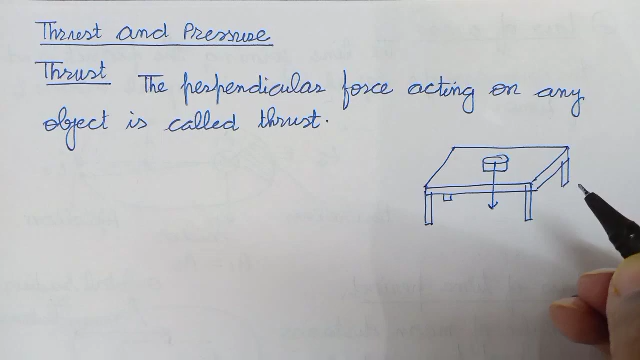 Thrust and Pressure
Thrust The perpendicular force acting on any
object is called thrust.